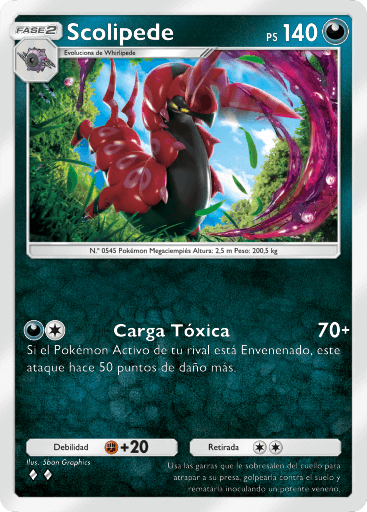 FASE 2 Scolipede PS 140
Evoluciona de Whirlipede
N.º 0545 Pokémon Megaciempiés Altura: 2,5 m Peso: 200,5 kg
Carga Tóxica 70+
Si el Pokémon Activo de tu rival está Envenenado, este
ataque hace 50 puntos de daño más.
Debilidad +20 Retirada
Ilus. 5ban Graphics
Usa las garras que le sobresalen del cuello para
atrapar a su presa, golpearla contra el suelo y
rematarla inoculando un potente veneno.